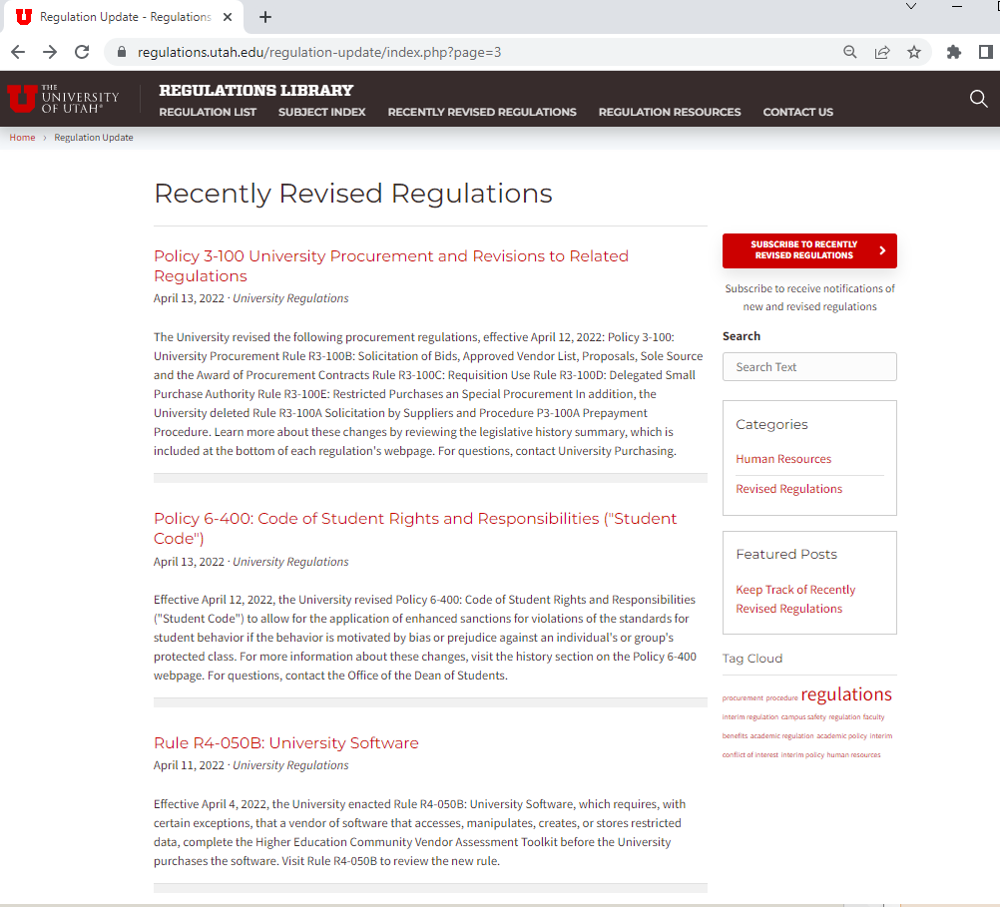 Regulation Update - Regulations
regulations.utah.edu/regulation-update/index.php?page=3
THE
UNIVERSITY
OF UTAH®
REGULATIONS LIBRARY
REGULATION LIST SUBJECT INDEX RECENTLY REVISED REGULATIONS REGULATION RESOURCES CONTACT US
Home › Regulation Update
Recently Revised Regulations
Policy 3-100 University Procurement and Revisions to Related
Regulations
April 13, 2022 · University Regulations
The University revised the following procurement regulations, effective April 12, 2022: Policy 3-100:
University Procurement Rule R3-100B: Solicitation of Bids, Approved Vendor List, Proposals, Sole Source
and the Award of Procurement Contracts Rule R3-100C: Requisition Use Rule R3-100D: Delegated Small
Purchase Authority Rule R3-100E: Restricted Purchases an Special Procurement In addition, the
University deleted Rule R3-100A Solicitation by Suppliers and Procedure P3-100A Prepayment
Procedure. Learn more about these changes by reviewing the legislative history summary, which is
included at the bottom of each regulation's webpage. For questions, contact University Purchasing.
Policy 6-400: Code of Student Rights and Responsibilities ("Student
Code")
April 13, 2022 · University Regulations
Effective April 12, 2022, the University revised Policy 6-400: Code of Student Rights and Responsibilities
("Student Code") to allow for the application of enhanced sanctions for violations of the standards for
student behavior if the behavior is motivated by bias or prejudice against an individual's or group's
protected class. For more information about these changes, visit the history section on the Policy 6-400
webpage. For questions, contact the Office of the Dean of Students.
Rule R4-050B: University Software
April 11, 2022 · University Regulations
Effective April 4, 2022, the University enacted Rule R4-050B: University Software, which requires, with
certain exceptions, that a vendor of software that accesses, manipulates, creates, or stores restricted
data, complete the Higher Education Community Vendor Assessment Toolkit before the University
purchases the software. Visit Rule R4-050B to review the new rule.
SUBSCRIBE TO RECENTLY
REVISED REGULATIONS
Subscribe to receive notifications of
new and revised regulations
Search
Search Text
Categories
Human Resources
Revised Regulations
Featured Posts
Keep Track of Recently
Revised Regulations
Tag Cloud
procurement procedure regulations
interim regulation campus safety regulation faculty
benefits academic regulation academic policy interim
conflict of interest interim policy human resources